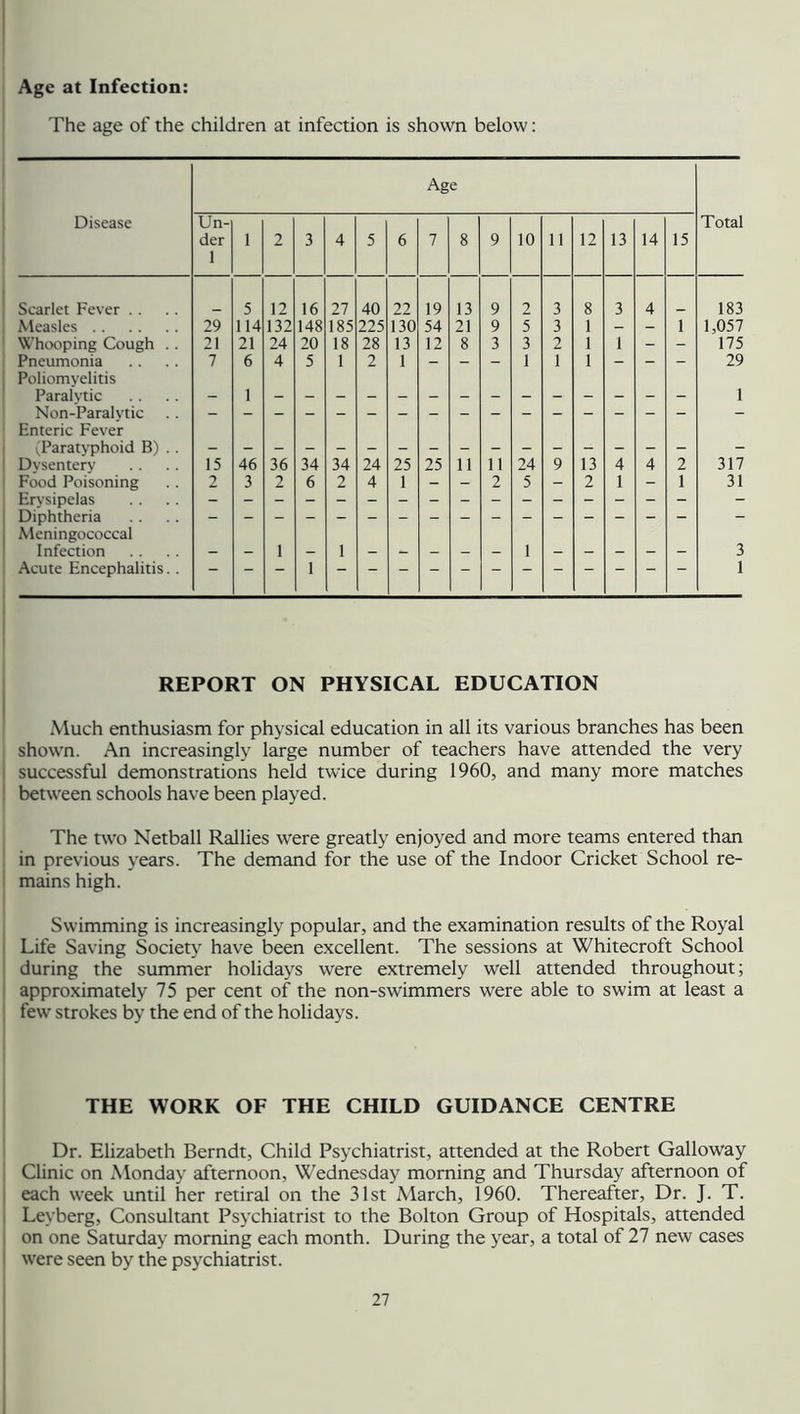 Age at Infection:
The age of the children at infection is shown below:
Disease | Age | Total
Un-der 1 | 1 | 2 | 3 | 4 | 5 | 6 | 7 | 8 | 9 | 10 | 11 | 12 | 13 | 14 | 15
Scarlet Fever . . . . | – | 5 | 12 | 16 | 27 | 40 | 22 | 19 | 13 | 9 | 2 | 3 | 8 | 3 | 4 | – | 183
Measles . . . . . . | 29 | 114 | 132 | 148 | 185 | 225 | 130 | 54 | 21 | 9 | 5 | 3 | 1 | – | – | 1 | 1,057
Whooping Cough . . | 21 | 21 | 24 | 20 | 18 | 28 | 13 | 12 | 8 | 3 | 3 | 2 | 1 | 1 | – | – | 175
Pneumonia . . . . | 7 | 6 | 4 | 5 | 1 | 2 | 1 | – | – | – | 1 | 1 | 1 | – | – | – | 29
Poliomyelitis
Paralytic . . . . | – | 1 | – | – | – | – | – | – | – | – | – | – | – | – | – | – | 1
Non-Paralytic . . | – | – | – | – | – | – | – | – | – | – | – | – | – | – | – | – | –
Enteric Fever
(Paratyphoid B) . . | – | – | – | – | – | – | – | – | – | – | – | – | – | – | – | – | –
Dysentery . . . . | 15 | 46 | 36 | 34 | 34 | 24 | 25 | 25 | 11 | 11 | 24 | 9 | 13 | 4 | 4 | 2 | 317
Food Poisoning . . | 2 | 3 | 2 | 6 | 2 | 4 | 1 | – | – | 2 | 5 | – | 2 | 1 | – | 1 | 31
Erysipelas . . . . | – | – | – | – | – | – | – | – | – | – | – | – | – | – | – | – | –
Diphtheria . . . . | – | – | – | – | – | – | – | – | – | – | – | – | – | – | – | – | –
Meningococcal
Infection . . . . | – | – | 1 | – | 1 | – | – | – | – | – | 1 | – | – | – | – | – | 3
Acute Encephalitis. . | – | – | – | 1 | – | – | – | – | – | – | – | – | – | – | – | – | 1
REPORT ON PHYSICAL EDUCATION
Much enthusiasm for physical education in all its various branches has been
shown. An increasingly large number of teachers have attended the very
successful demonstrations held twice during 1960, and many more matches
between schools have been played.
The two Netball Rallies were greatly enjoyed and more teams entered than
in previous years. The demand for the use of the Indoor Cricket School re-
mains high.
Swimming is increasingly popular, and the examination results of the Royal
Life Saving Society have been excellent. The sessions at Whitecroft School
during the summer holidays were extremely well attended throughout;
approximately 75 per cent of the non-swimmers were able to swim at least a
few strokes by the end of the holidays.
THE WORK OF THE CHILD GUIDANCE CENTRE
Dr. Elizabeth Berndt, Child Psychiatrist, attended at the Robert Galloway
Clinic on Monday afternoon, Wednesday morning and Thursday afternoon of
each week until her retiral on the 31st March, 1960. Thereafter, Dr. J. T.
Leyberg, Consultant Psychiatrist to the Bolton Group of Hospitals, attended
on one Saturday morning each month. During the year, a total of 27 new cases
were seen by the psychiatrist.
27